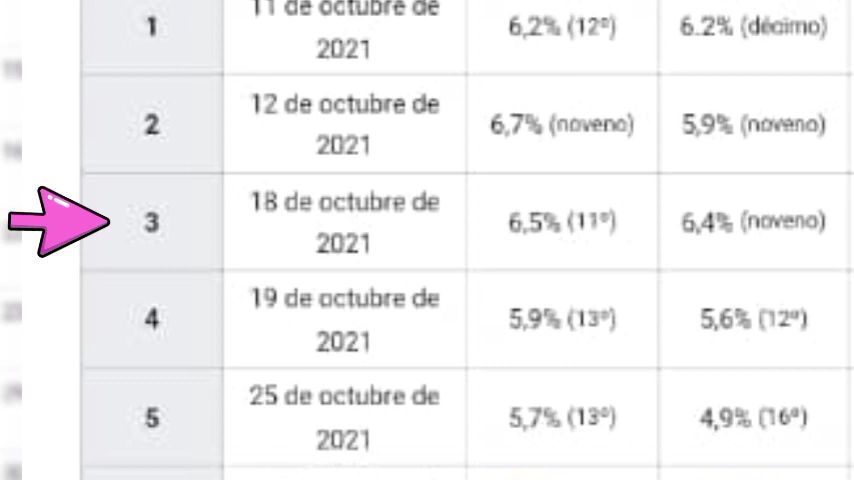 11 de octubre de
1 6,2% (12º) 6.2% (décimo)
2021
12 de octubre de
2 6,7% (noveno) 5,9% (noveno)
2021
18 de octubre de
3 6,5% (11º) 6,4% (noveno)
2021
19 de octubre de
4 5,9% (13º) 5,6% (12º)
2021
25 de octubre de
5 5,7% (13º) 4,9% (16º)
2021